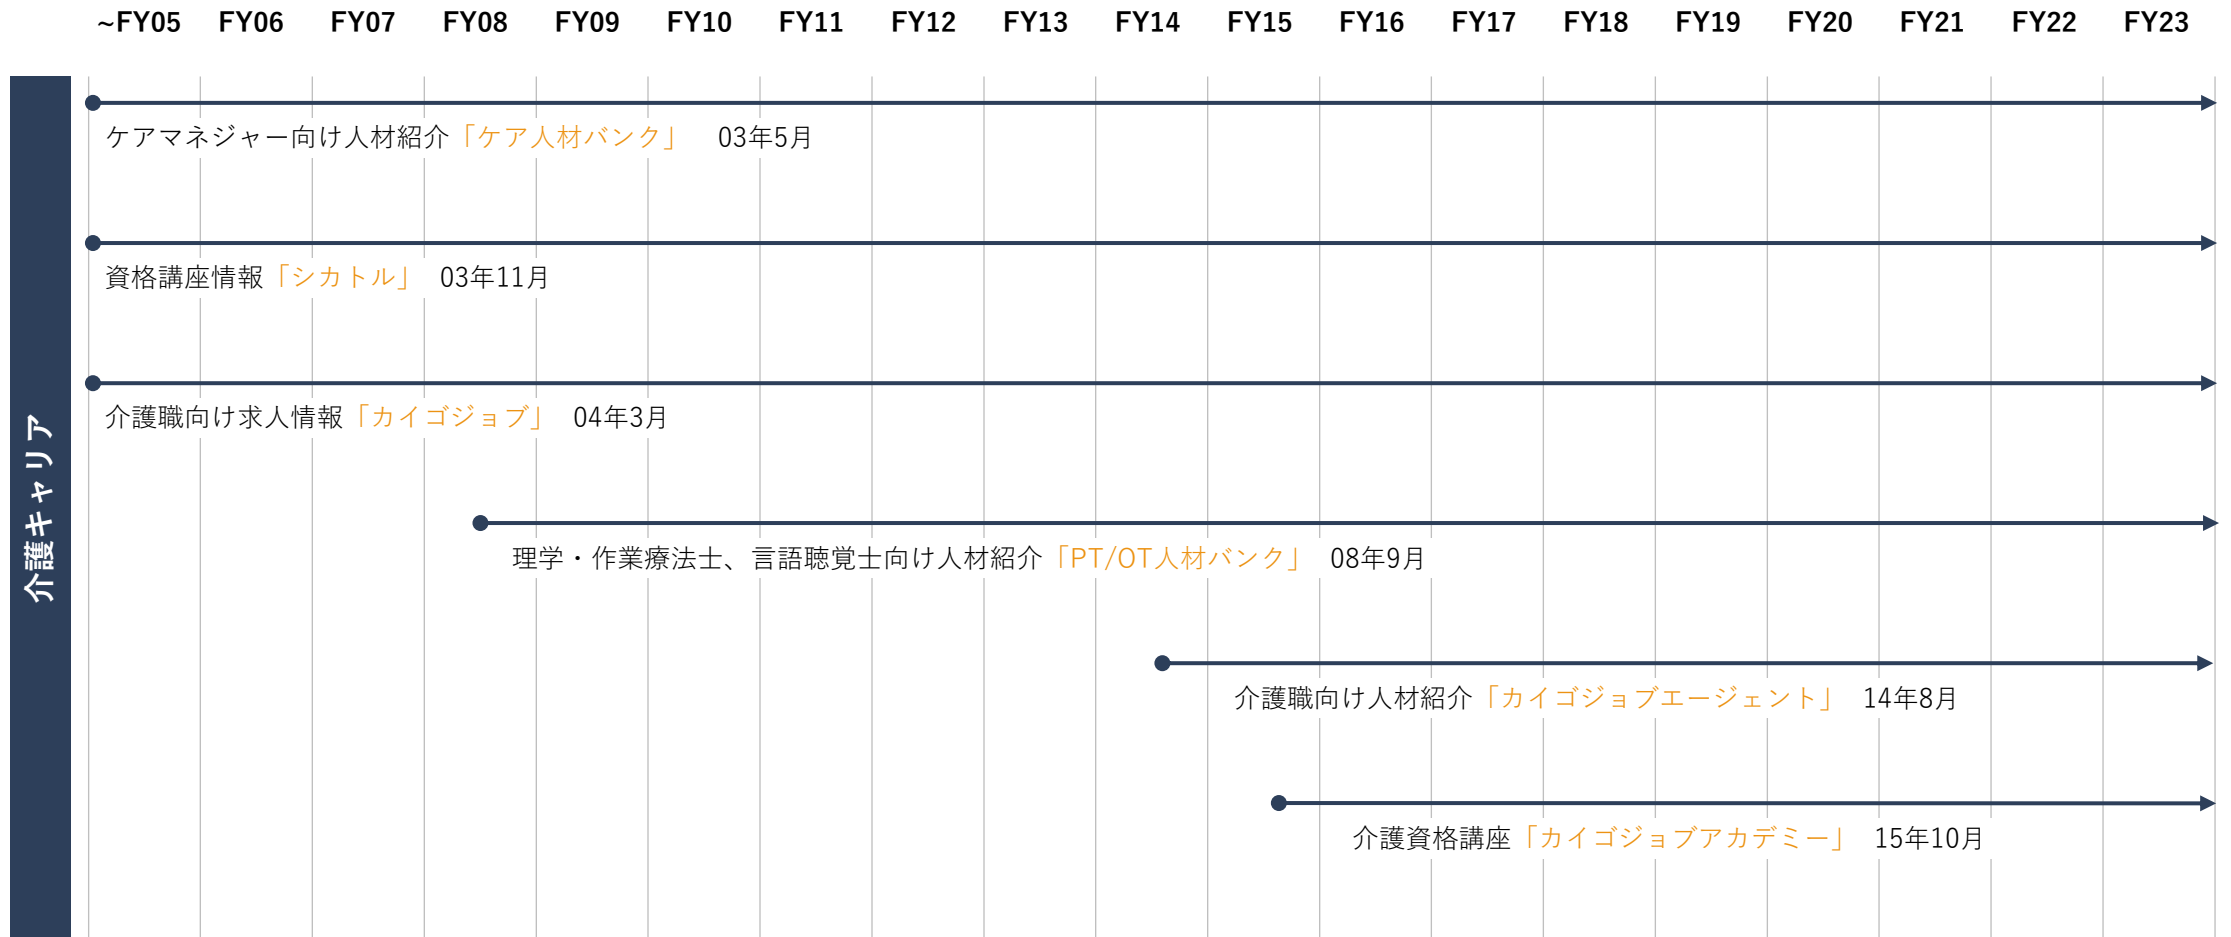 ~FY05 FY06 FY07 FY08 FY09 FY10 FY11 FY12 FY13 FY14 FY15 FY16 FY17 FY18 FY19 FY20 FY21 FY22 FY23
介護キャリア
ケアマネジャー向け人材紹介「ケア人材バンク」 03年5月
資格講座情報「シカトル」 03年11月
介護職向け求人情報「カイゴジョブ」 04年3月
理学・作業療法士、言語聴覚士向け人材紹介「PT/OT人材バンク」 08年9月
介護職向け人材紹介「カイゴジョブエージェント」 14年8月
介護資格講座「カイゴジョブアカデミー」 15年10月